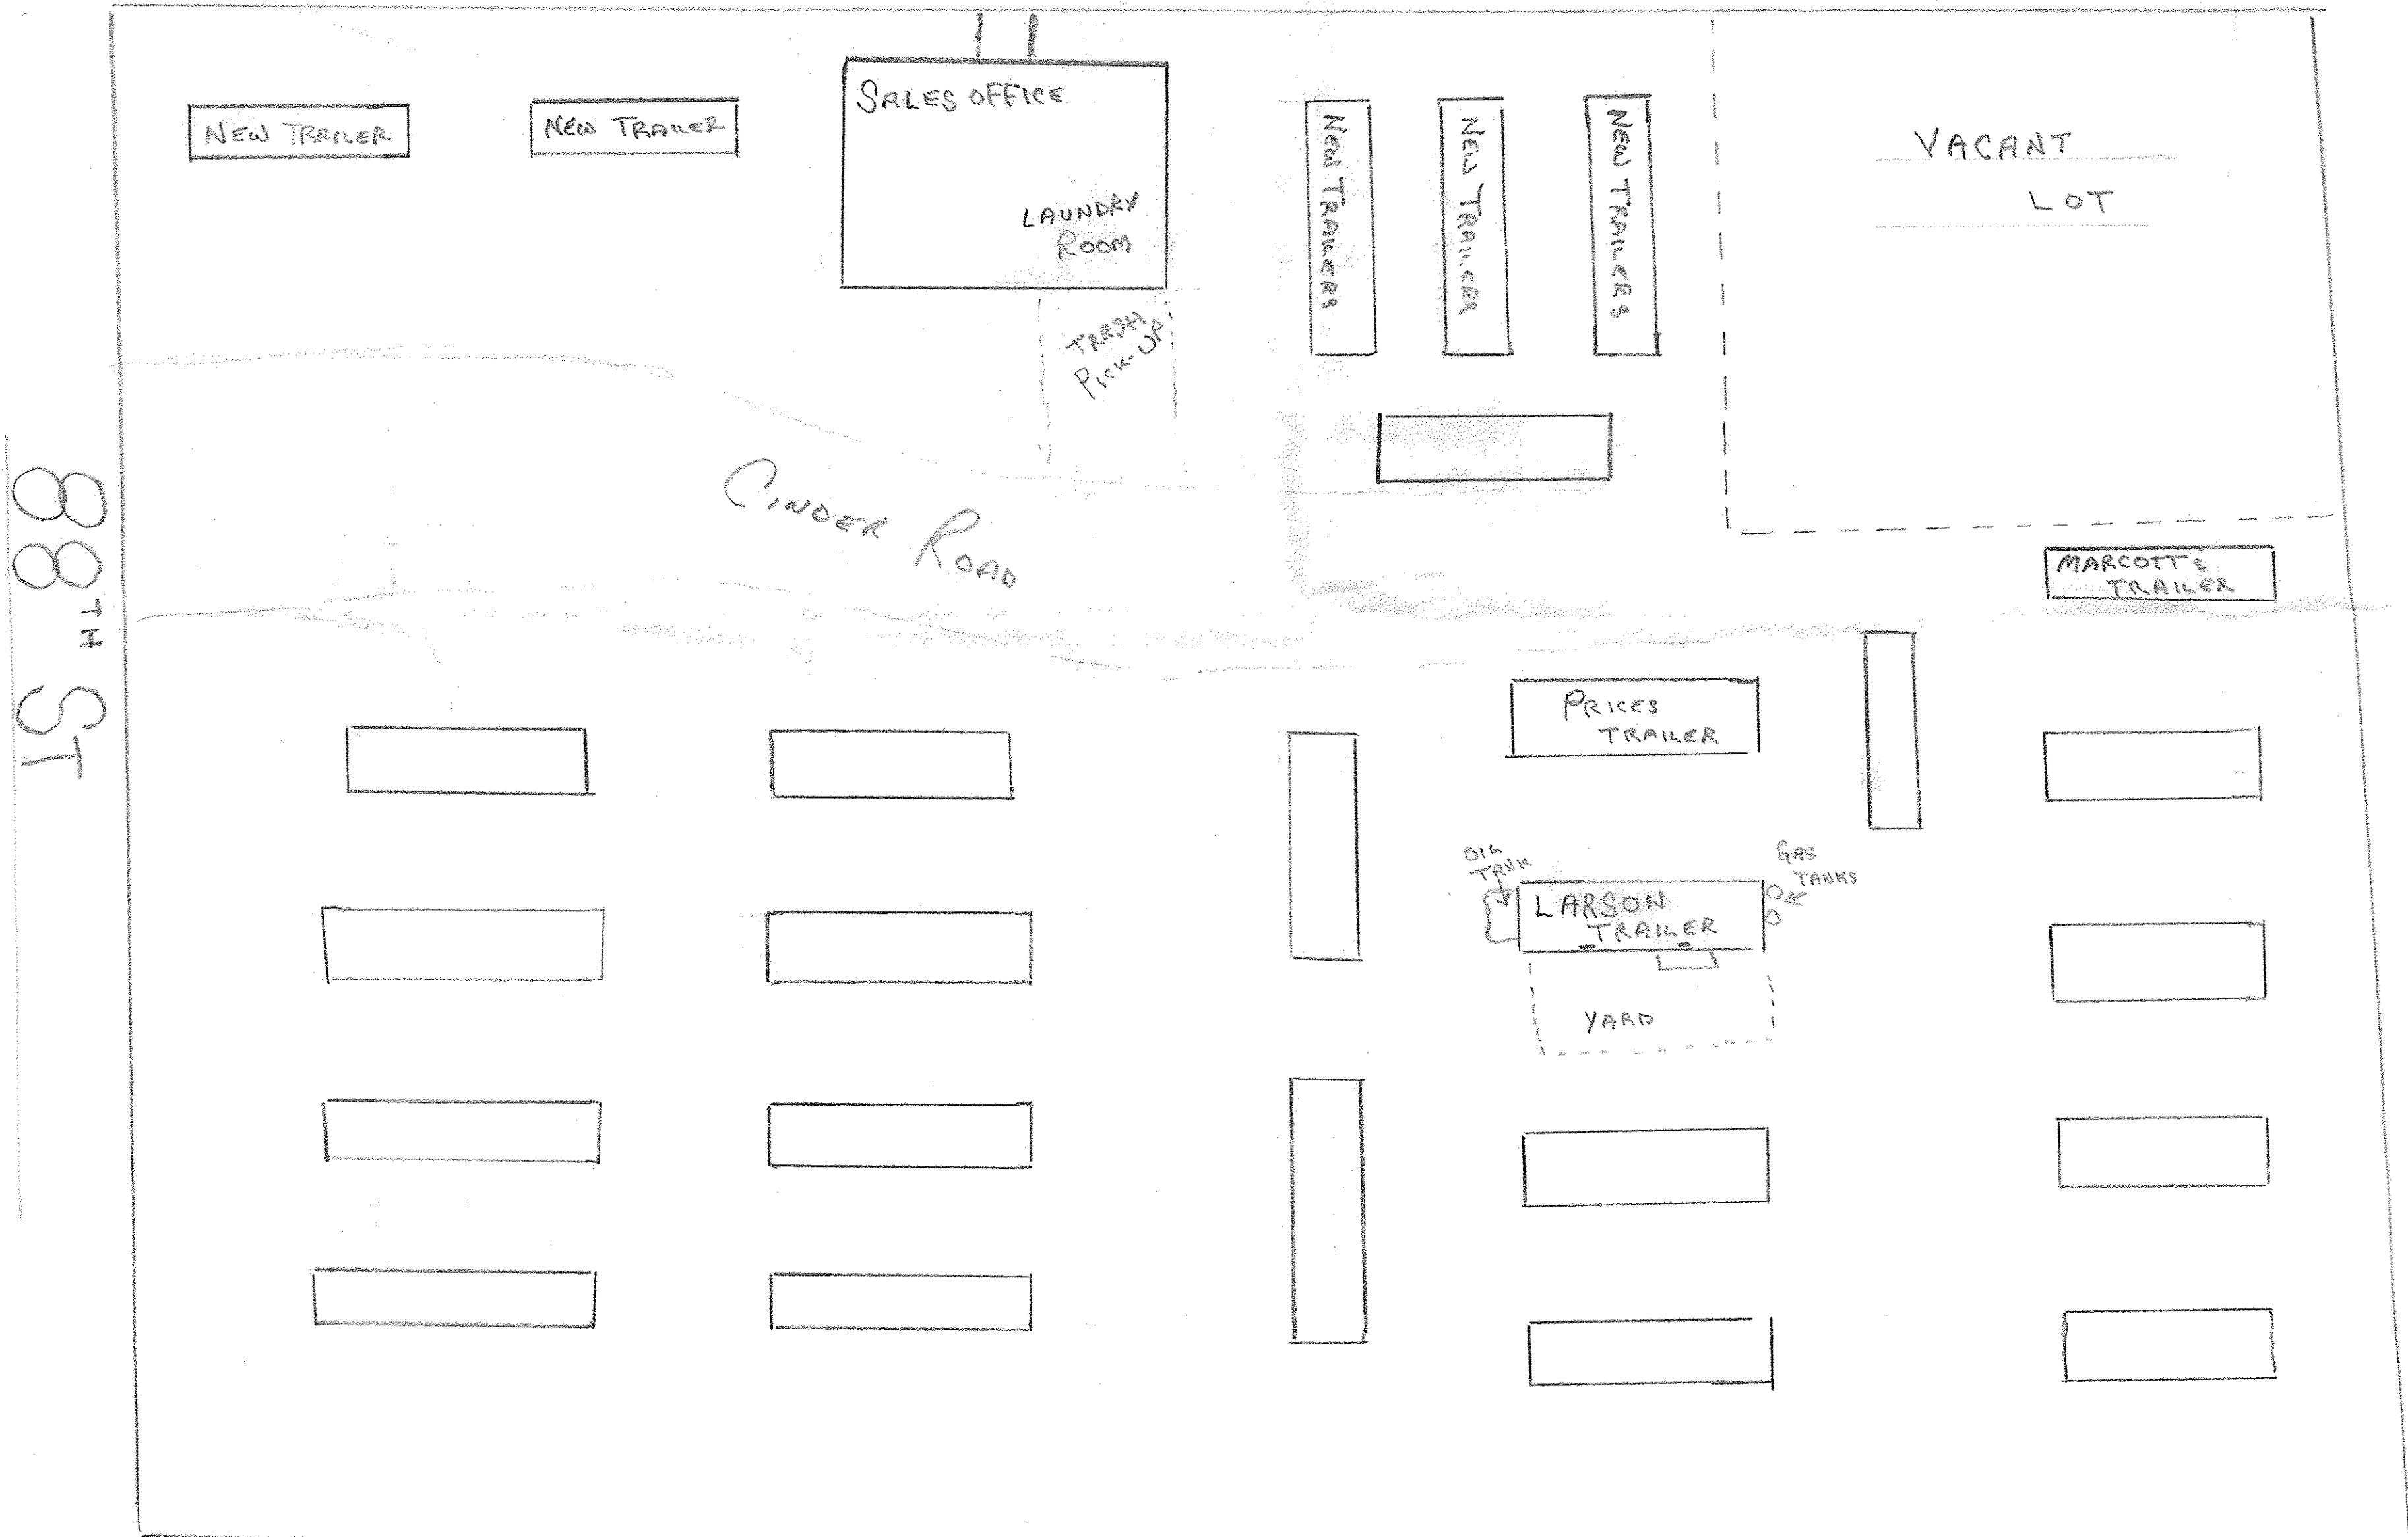 SALES OFFICE
LAUNDRY
ROOM
NEW TRAILER
NEW TRAILER
NEW TRAILERS
NEW TRAILERS
NEW TRAILERS
VACANT
LOT
TRASH
PICK-UP
CINDER ROAD
88TH ST
MARCOTT's
TRAILER
PRICES
TRAILER
OIL
TANK
GAS
TANKS
LARSON
TRAILER
YARD